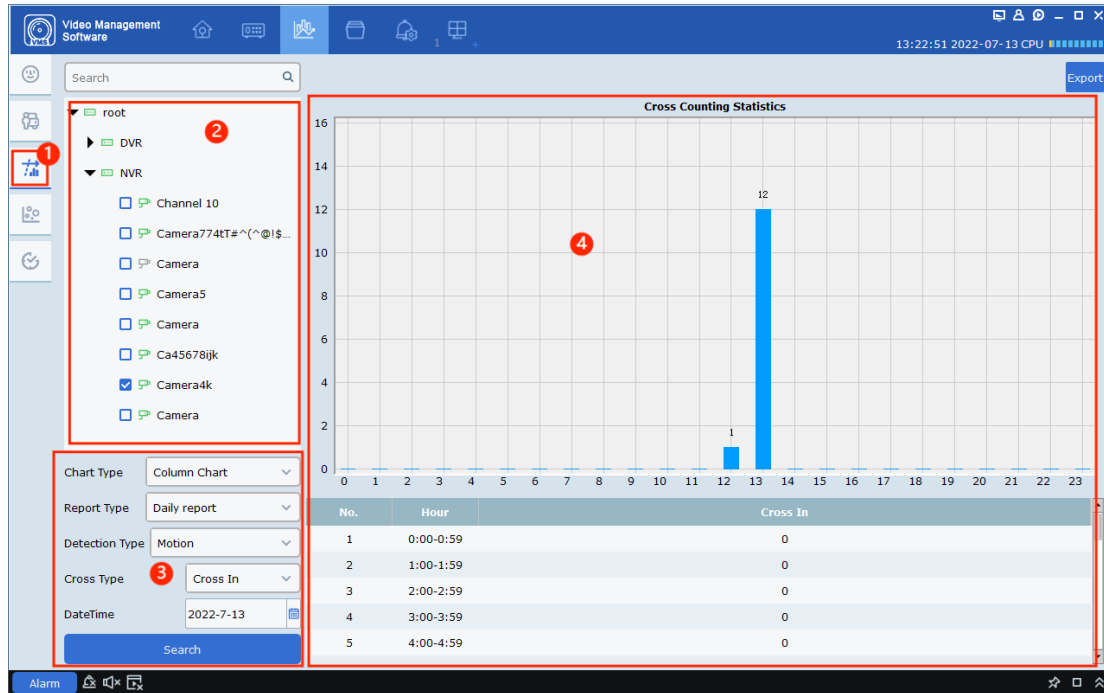 Video Management
Software
VMS
1
13:22:51 2022-07-13 CPU
Search
Export
1
2
root
DVR
NVR
Channel 10
Camera774tT#^(^@!$...
Camera
Camera5
Camera
Ca45678ijk
Camera4k
Camera
3
Chart Type Column Chart
Report Type Daily report
Detection Type Motion
Cross Type Cross In
DateTime 2022-7-13
Search
Cross Counting Statistics
16
14
12
10
8
6
4
2
0
12
1
4
0 1 2 3 4 5 6 7 8 9 10 11 12 13 14 15 16 17 18 19 20 21 22 23
No. Hour Cross In
1 0:00-0:59 0
2 1:00-1:59 0
3 2:00-2:59 0
4 3:00-3:59 0
5 4:00-4:59 0
Alarm